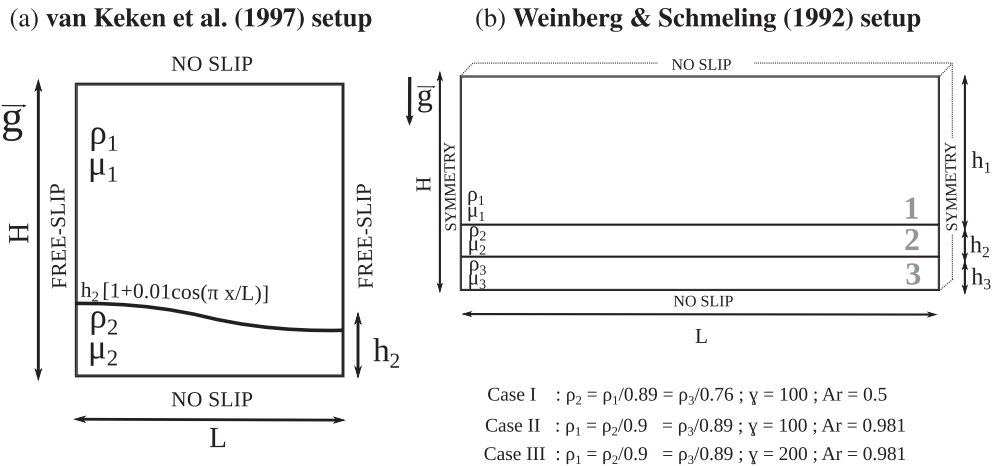 (a) van Keken et al. (1997) setup
NO SLIP
g
H
ρ1
μ1
FREE-SLIP
FREE-SLIP
h2 [1+0.01cos(π x/L)]
ρ2
μ2
h2
NO SLIP
L
(b) Weinberg & Schmeling (1992) setup
NO SLIP
g
H
SYMMETRY
SYMMETRY
h1
ρ1
μ1
1
ρ2
μ2
2
h2
ρ3
μ3
3
h3
NO SLIP
L
Case I : ρ2 = ρ1/0.89 = ρ3/0.76 ; γ = 100 ; Ar = 0.5
Case II : ρ1 = ρ2/0.9 = ρ3/0.89 ; γ = 100 ; Ar = 0.981
Case III : ρ1 = ρ2/0.9 = ρ3/0.89 ; γ = 200 ; Ar = 0.981